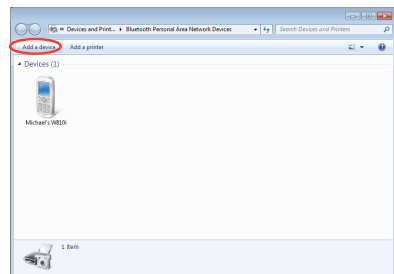 « Devices and Print... ▸ Bluetooth Personal Area Network Devices
Search Devices and Printers
Add a device Add a printer
Devices (1)
Michael's W810i
1 item